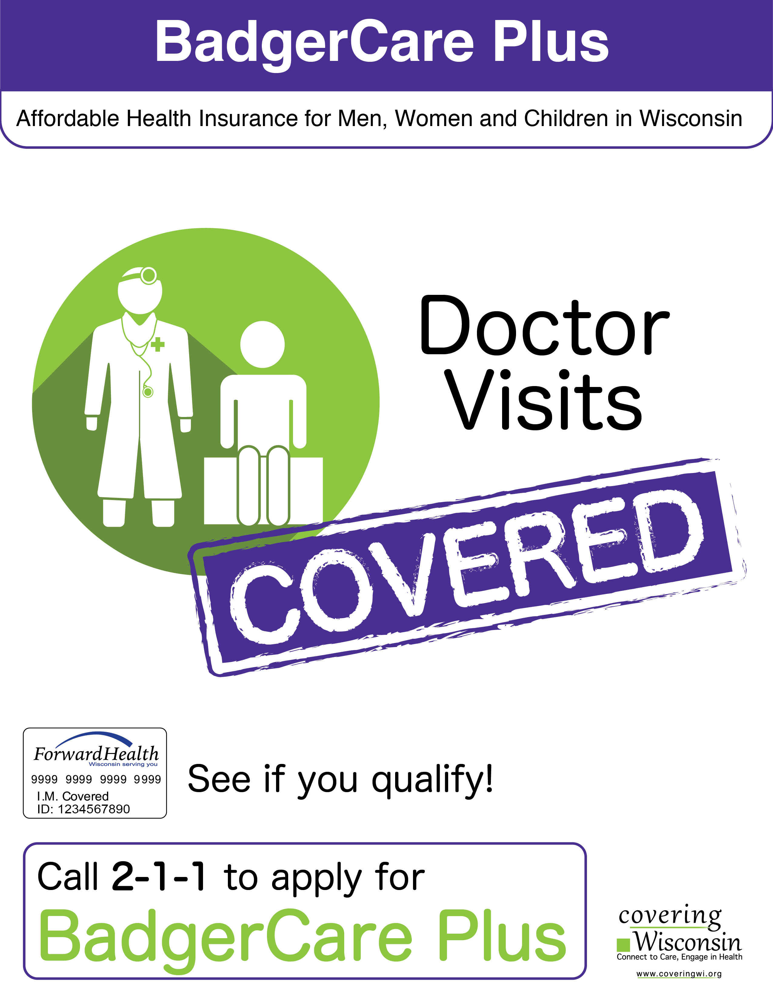 BadgerCare Plus
Affordable Health Insurance for Men, Women and Children in Wisconsin
Doctor
Visits
COVERED
ForwardHealth
Wisconsin serving you
9999 9999 9999 9999
I.M. Covered
ID: 1234567890
See if you qualify!
Call 2-1-1 to apply for
BadgerCare Plus
covering
Wisconsin
Connect to Care, Engage in Health
www.coveringwi.org